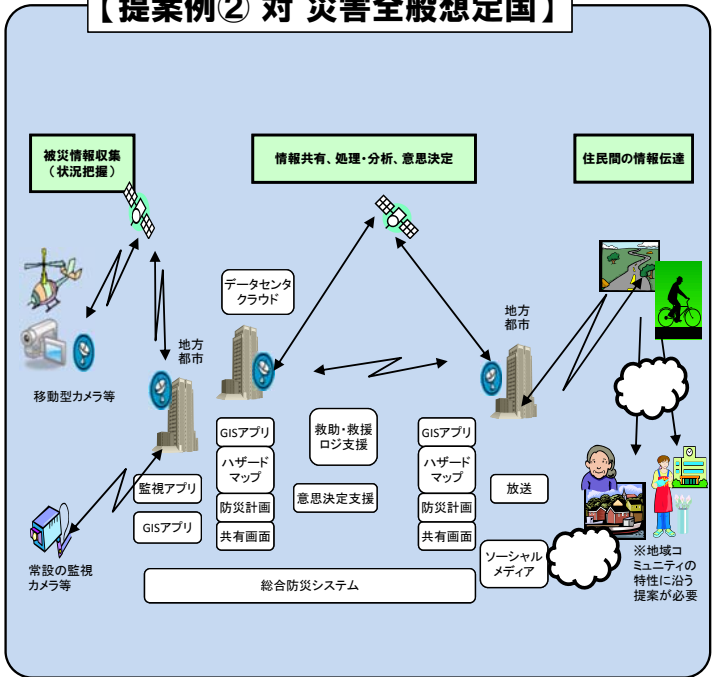 【提案例② 対 災害全般想定国】
被災情報収集
（状況把握）
情報共有、処理・分析、意思決定
住民間の情報伝達
データセンタ
クラウド
地方
都市
地方
都市
移動型カメラ等
GISアプリ
ハザード
マップ
防災計画
共有画面
救助・救援
ロジ支援
意思決定支援
GISアプリ
ハザード
マップ
防災計画
共有画面
監視アプリ
GISアプリ
放送
ソーシャル
メディア
常設の監視
カメラ等
総合防災システム
※地域コ
ミュニティの
特性に沿う
提案が必要